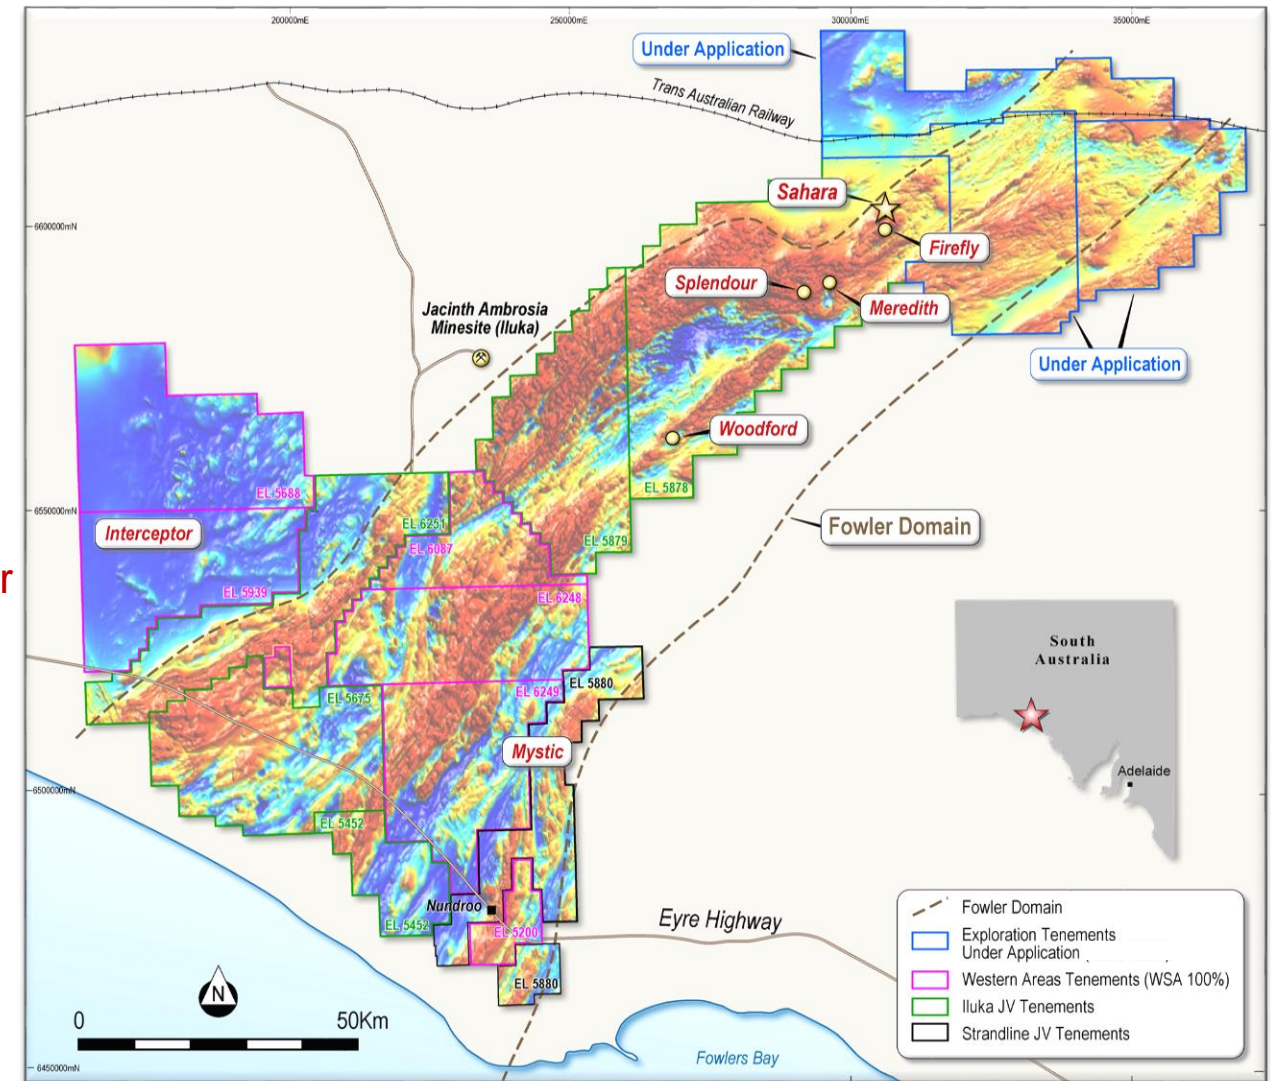 200000mE
250000mE
300000mE
350000mE
Under Application
Trans Australian Railway
Sahara
6600000mN
Firefly
Splendour
Meredith
Jacinth Ambrosia
Minesite (Iluka)
Under Application
Woodford
EL 5688
EL 5878
6550000mN
EL 6251
Interceptor
Fowler Domain
EL 5879
EL 6087
r
EL 5939
EL 6248
South
Australia
EL 5880
EL 6249
EL 5675
Mystic
Adelaide
6500000mN
EL 5452
Nundroo
EL 5452
EL 5200
Eyre Highway
EL 5880
N
0
50Km
Fowlers Bay
6450000mN
Fowler Domain
Exploration Tenements
Under Application
Western Areas Tenements (WSA 100%)
Iluka JV Tenements
Strandline JV Tenements